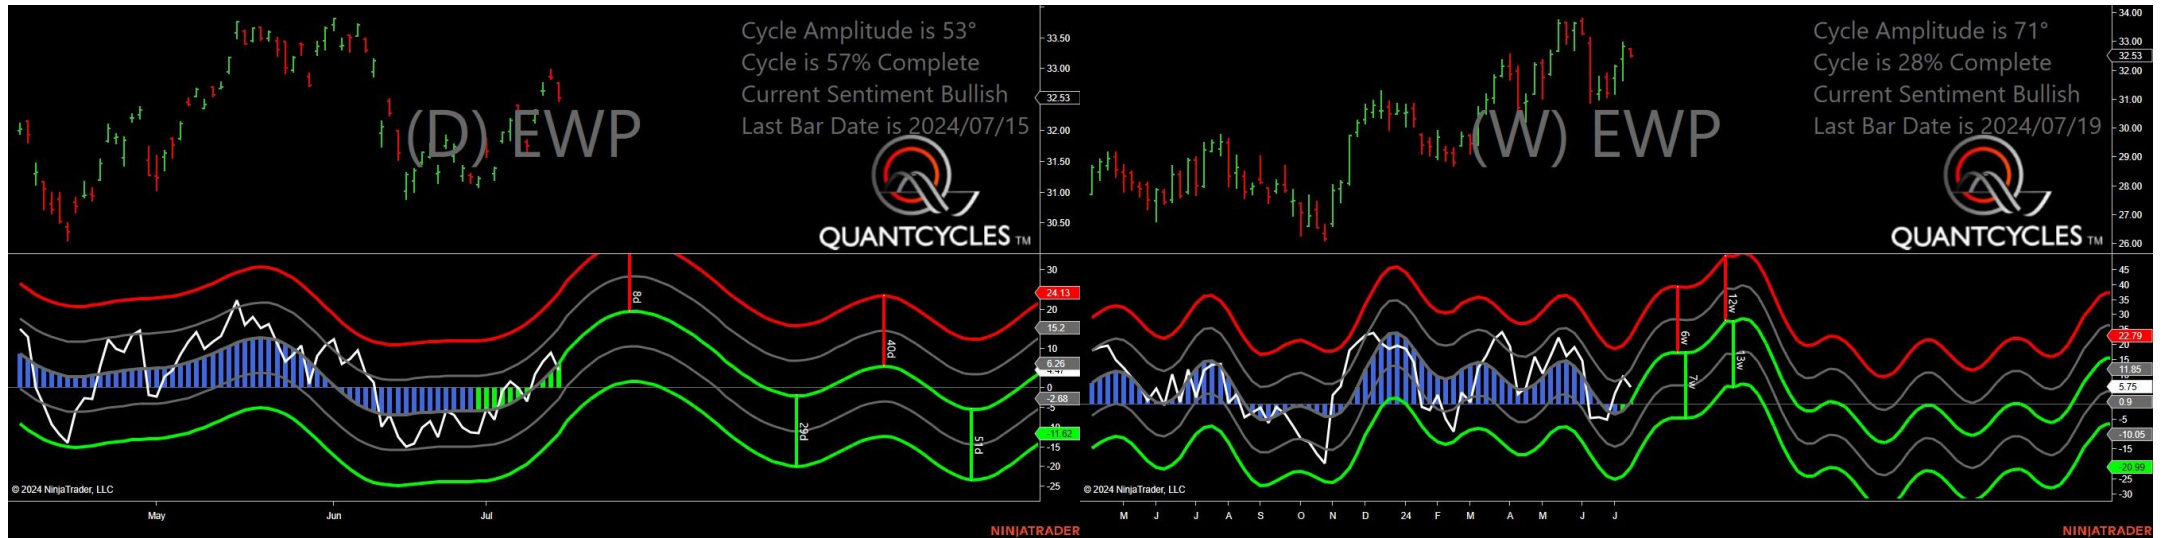 Cycle Amplitude is 53°
Cycle is 57% Complete
Current Sentiment Bullish
Last Bar Date is 2024/07/15
(D) EWP
QUANTCYCLES TM
33.50
33.00
32.53
32.00
31.50
31.00
30.50
30
24.13
20
15.2
10
6.26
0
-2.68
-5
-11.62
-15
-20
-25
8d
29d
40d
51d
© 2024 NinjaTrader, LLC
May Jun Jul
NINJATRADER
Cycle Amplitude is 71°
Cycle is 28% Complete
Current Sentiment Bullish
Last Bar Date is 2024/07/19
(W) EWP
QUANTCYCLES TM
34.00
33.00
32.53
32.00
31.00
30.00
29.00
28.00
27.00
26.00
45
40
35
30
25
22.79
20
15
11.85
5.75
0.9
-5
-10.05
-15
-20.99
-25
-30
6w
7w
12w
13w
© 2024 NinjaTrader, LLC
M J J A S O N D 24 F M A M J J
NINJATRADER